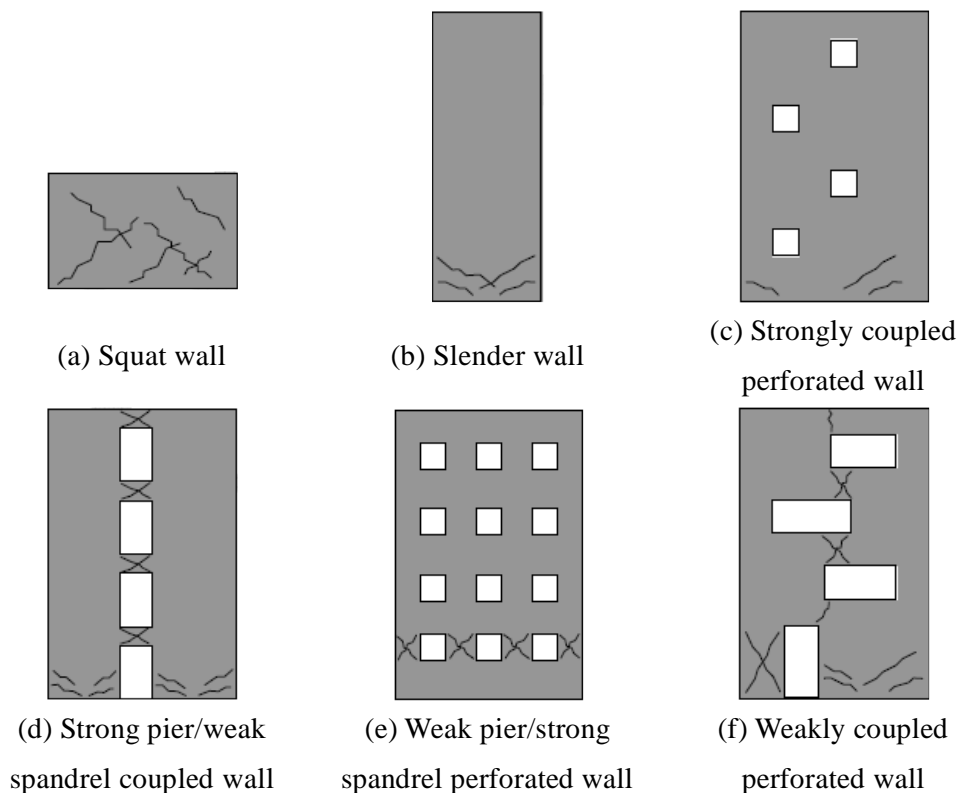 (a) Squat wall
(b) Slender wall
(c) Strongly coupled
perforated wall
(d) Strong pier/weak
spandrel coupled wall
(e) Weak pier/strong
spandrel perforated wall
(f) Weakly coupled
perforated wall